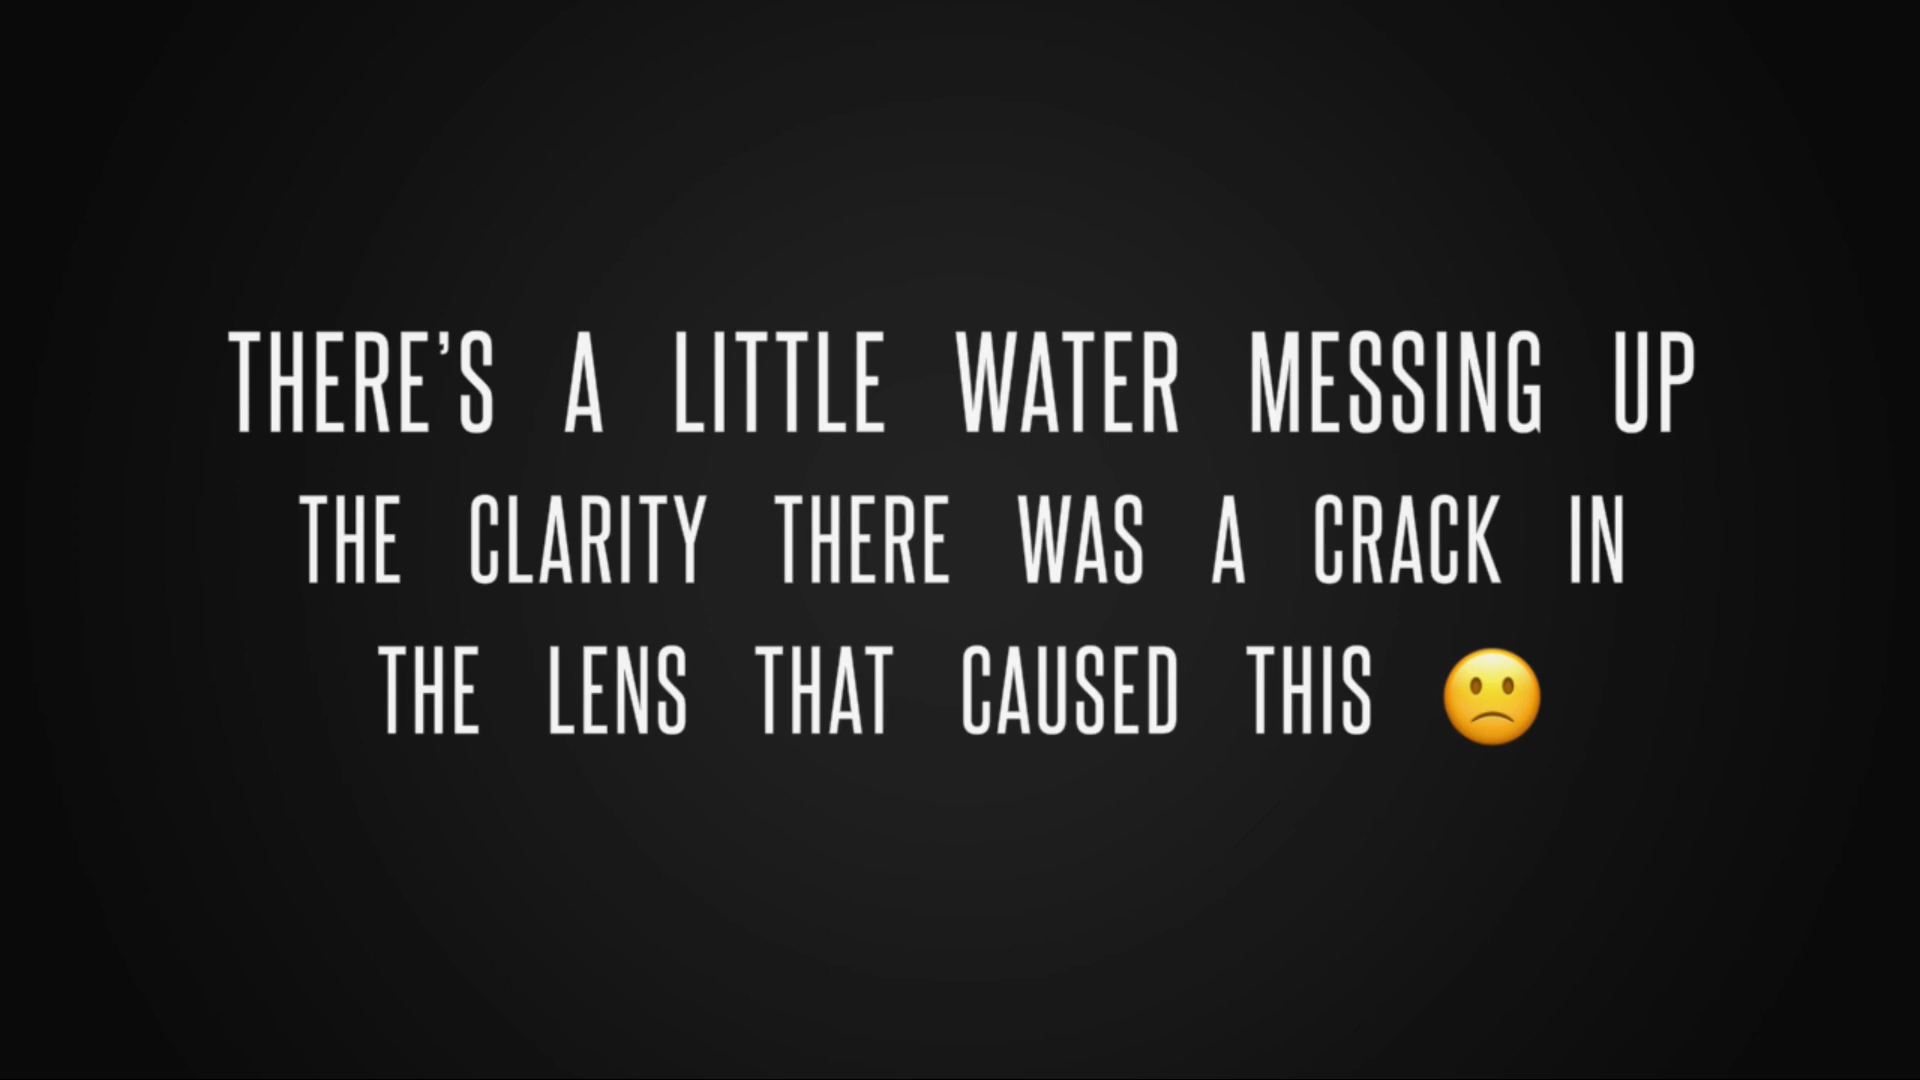 THERE’S A LITTLE WATER MESSING UP
THE CLARITY THERE WAS A CRACK IN
THE LENS THAT CAUSED THIS 🙁